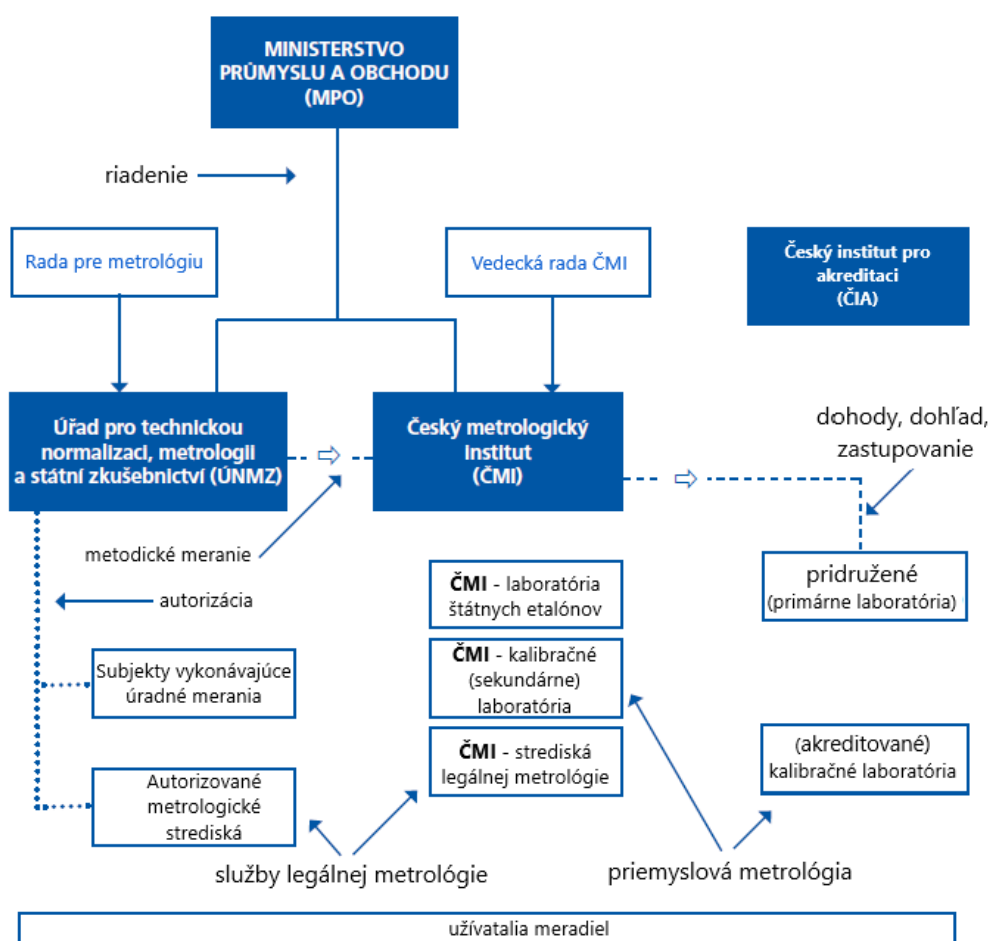 MINISTERSTVO
PRŮMYSLU A OBCHODU
(MPO)
riadenie
Rada pre metrológiu
Vedecká rada ČMI
Český institut pro
akreditaci
(ČIA)
Úřad pro technickou
normalizaci, metrologii
a státní zkušebnictví (ÚNMZ)
Český metrologický
institut
(ČMI)
dohody, dohľad,
zastupovanie
metodické meranie
autorizácia
ČMI - laboratória
štátnych etalónov
pridružené
(primárne laboratória)
Subjekty vykonávajúce
úradné merania
ČMI - kalibračné
(sekundárne)
laboratória
ČMI - strediská
legálnej metrológie
(akreditované)
kalibračné laboratória
Autorizované
metrologické
strediská
služby legálnej metrológie
priemyslová metrológia
užívatalia meradiel